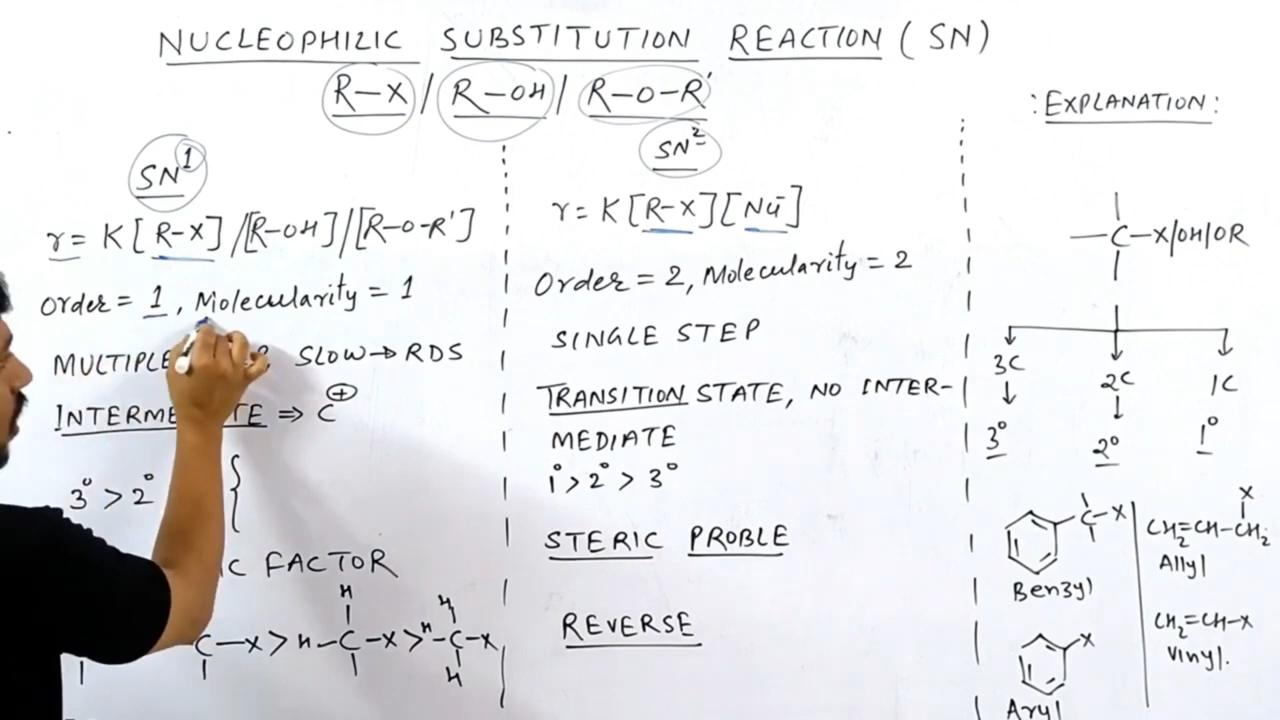 NUCLEOPHILIC SUBSTITUTION REACTION (SN)
R-X / R-OH / R-O-R'
SN¹
r = K[R-X]/[R-OH]/[R-O-R']
Order = 1, Molecularity = 1
MULTIPLE SLOW → RDS
⇒ C⊕
3° > 2°
FACTOR
H
C-X > H-C-X > H-C-X
H
H
SN²
r = K[R-X][Nū]
Order = 2, Molecularity = 2
SINGLE STEP
TRANSITION STATE, NO INTER-
MEDIATE
1° > 2° > 3°
STERIC PROBLE
REVERSE
:EXPLANATION:
-C-X/OH/OR
3C 2C 1C
3° 2° 1°
C-X
Benzyl
X
CH₂=CH-CH₂
Allyl
X
Aryl
CH₂=CH-X
Vinyl.